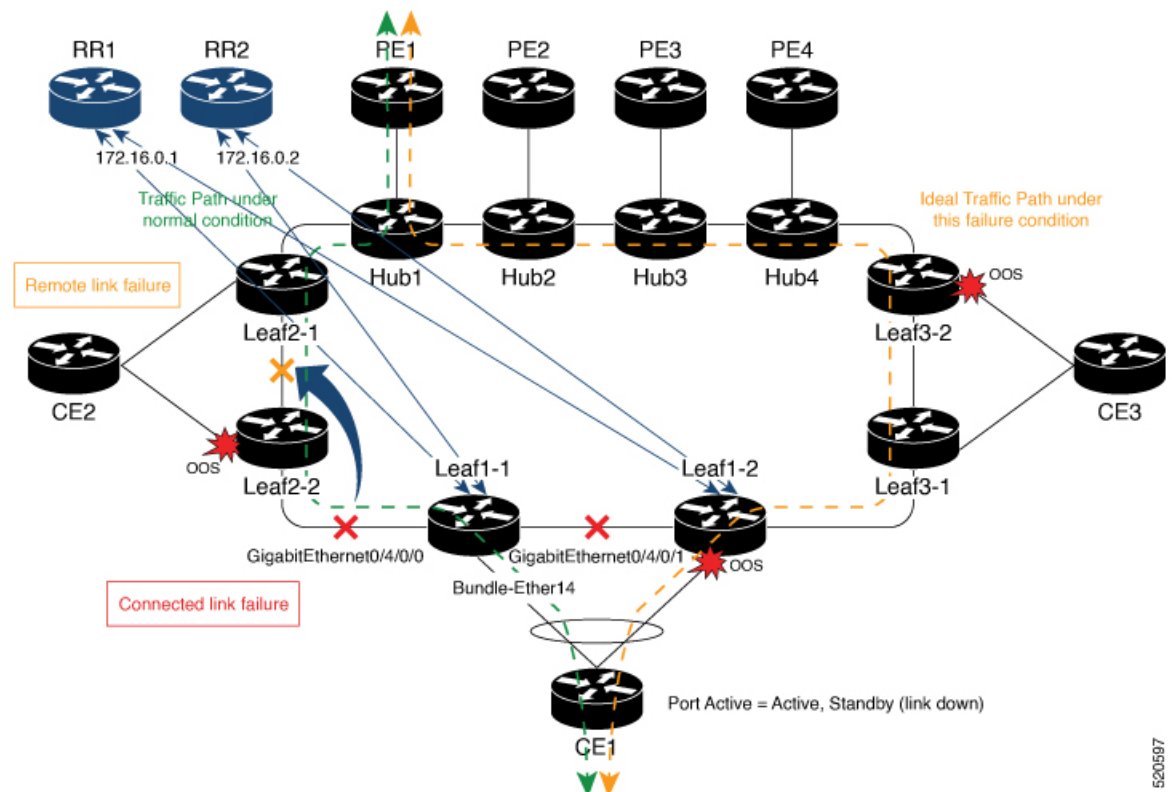 RR1
RR2
PE1
PE2
PE3
PE4
172.16.0.1
172.16.0.2
Traffic Path under
normal condition
Ideal Traffic Path under
this failure condition
Hub1
Hub2
Hub3
Hub4
Remote link failure
OOS
Leaf2-1
Leaf3-2
CE2
CE3
OOS
Leaf2-2
Leaf1-1
Leaf1-2
Leaf3-1
GigabitEthernet0/4/0/0
GigabitEthernet0/4/0/1
OOS
Bundle-Ether14
Connected link failure
Port Active = Active, Standby (link down)
CE1
520597